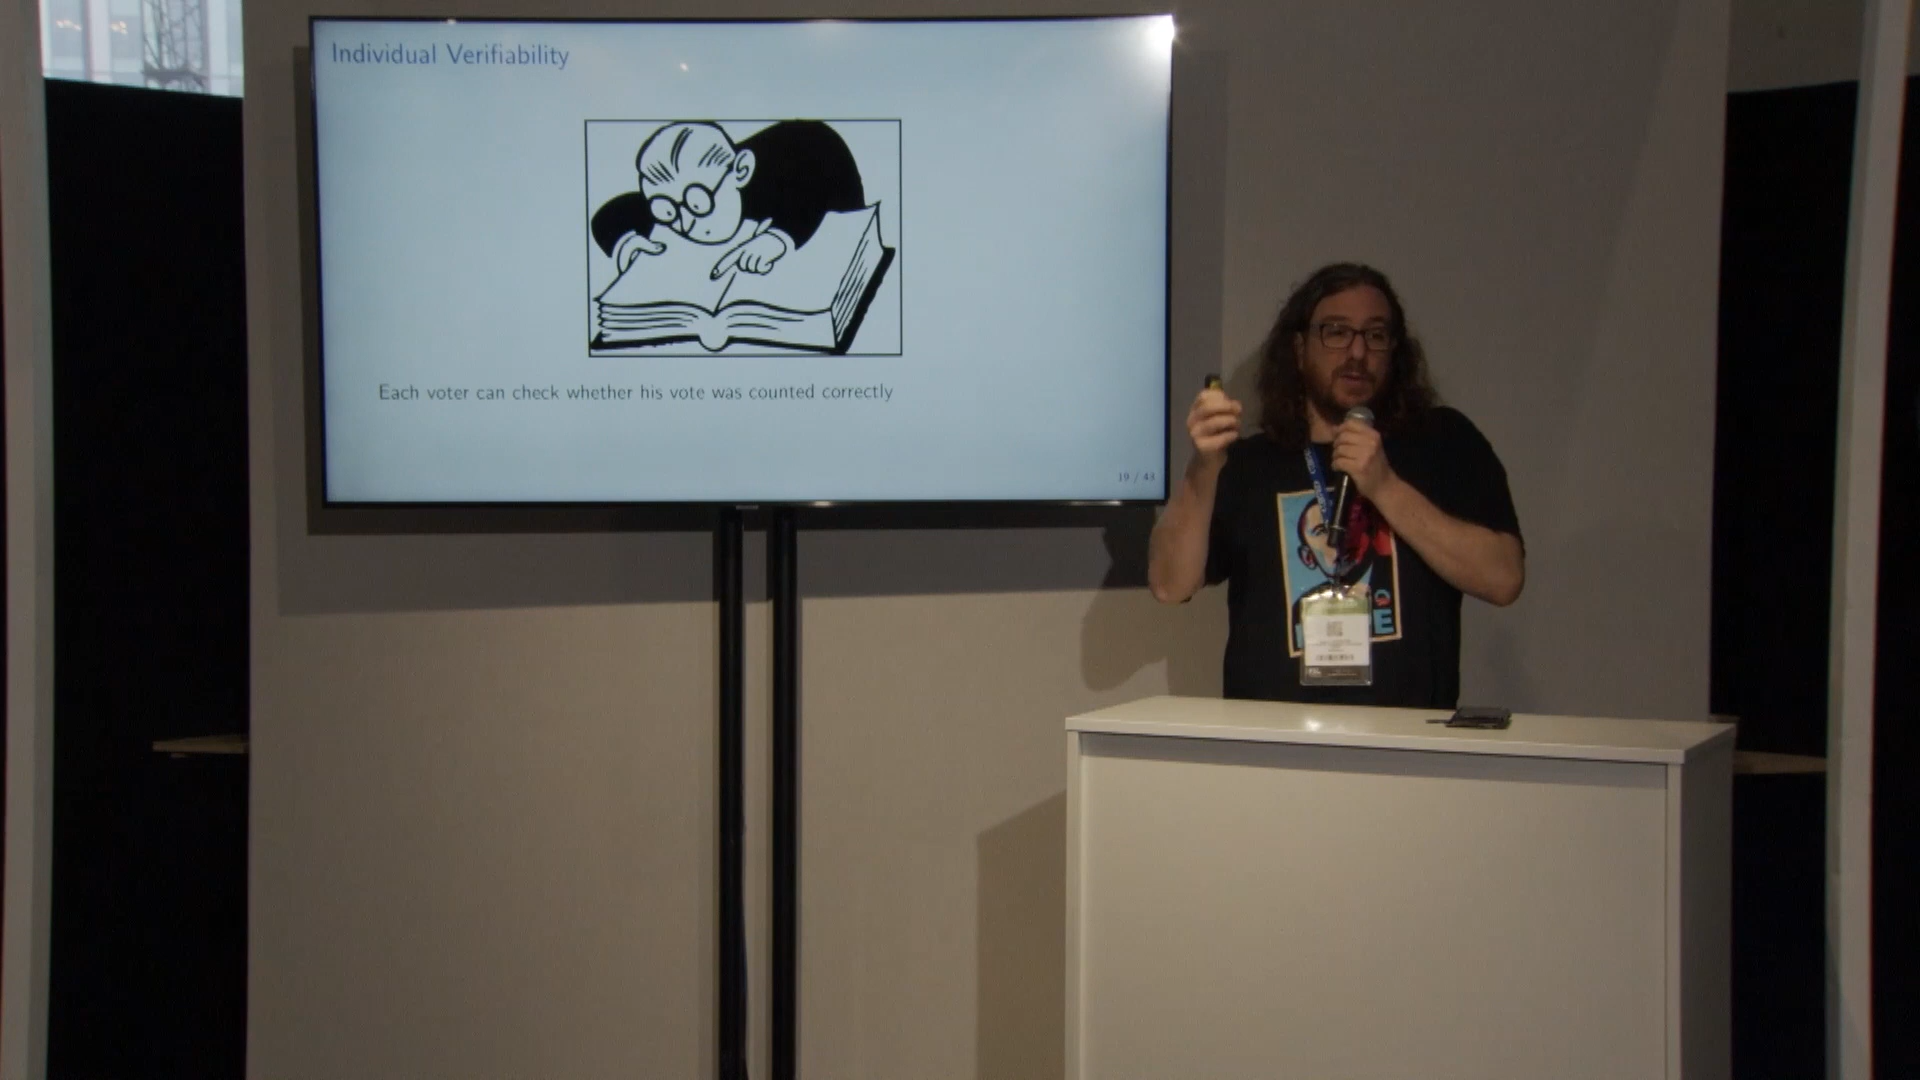 Individual Verifiability
Each voter can check whether his vote was counted correctly
19 / 43